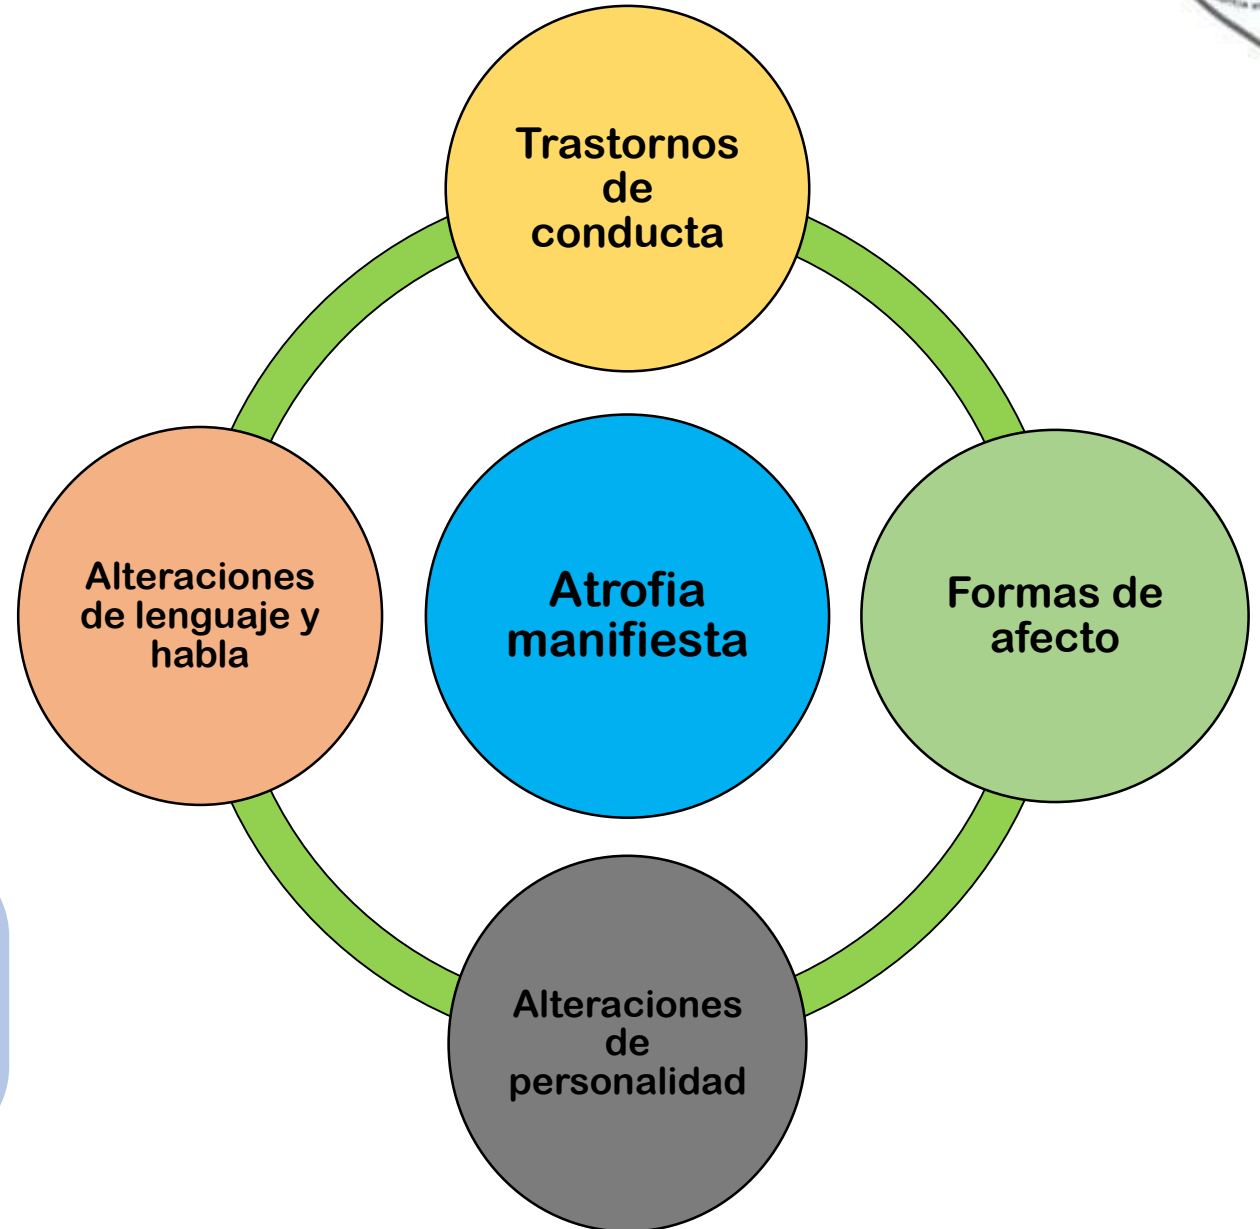 Trastornos
de
conducta
Alteraciones
de lenguaje y
habla
Atrofia
manifiesta
Formas de
afecto
Alteraciones
de
personalidad